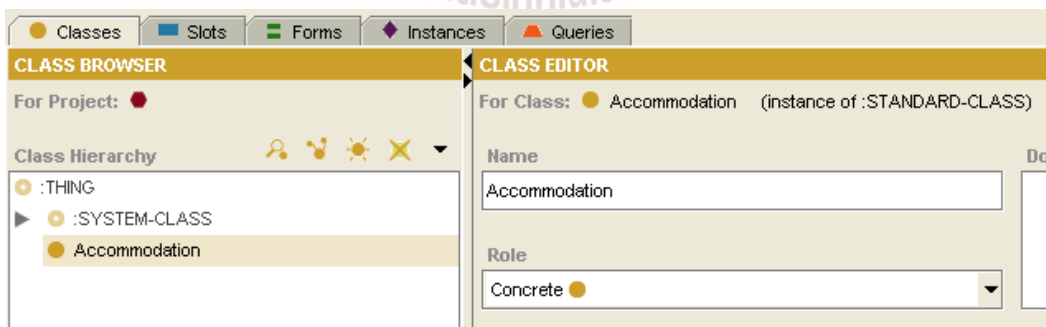 Classes Slots Forms Instances Queries
CLASS BROWSER
CLASS EDITOR
For Project:
For Class: Accommodation (instance of :STANDARD-CLASS)
Class Hierarchy
Name
Do
:THING
Accommodation
:SYSTEM-CLASS
Accommodation
Role
Concrete